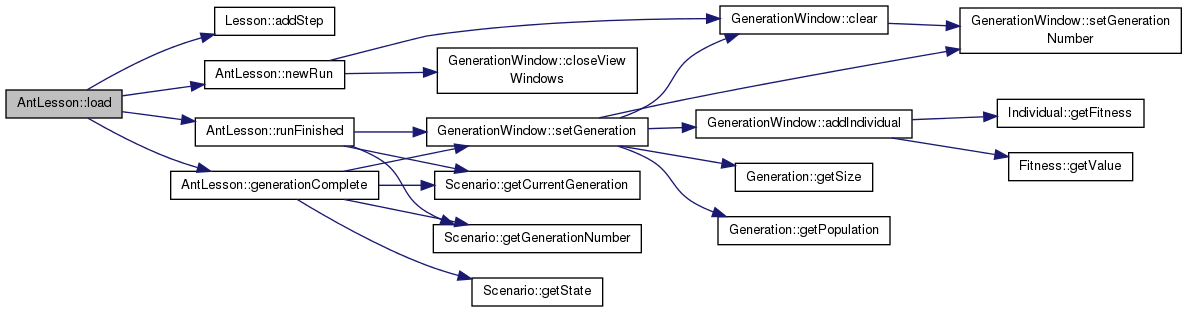 AntLesson::load
Lesson::addStep
AntLesson::newRun
AntLesson::runFinished
AntLesson::generationComplete
GenerationWindow::closeView
Windows
GenerationWindow::setGeneration
Scenario::getCurrentGeneration
Scenario::getGenerationNumber
Scenario::getState
GenerationWindow::clear
GenerationWindow::addIndividual
Generation::getSize
Generation::getPopulation
GenerationWindow::setGeneration
Number
Individual::getFitness
Fitness::getValue